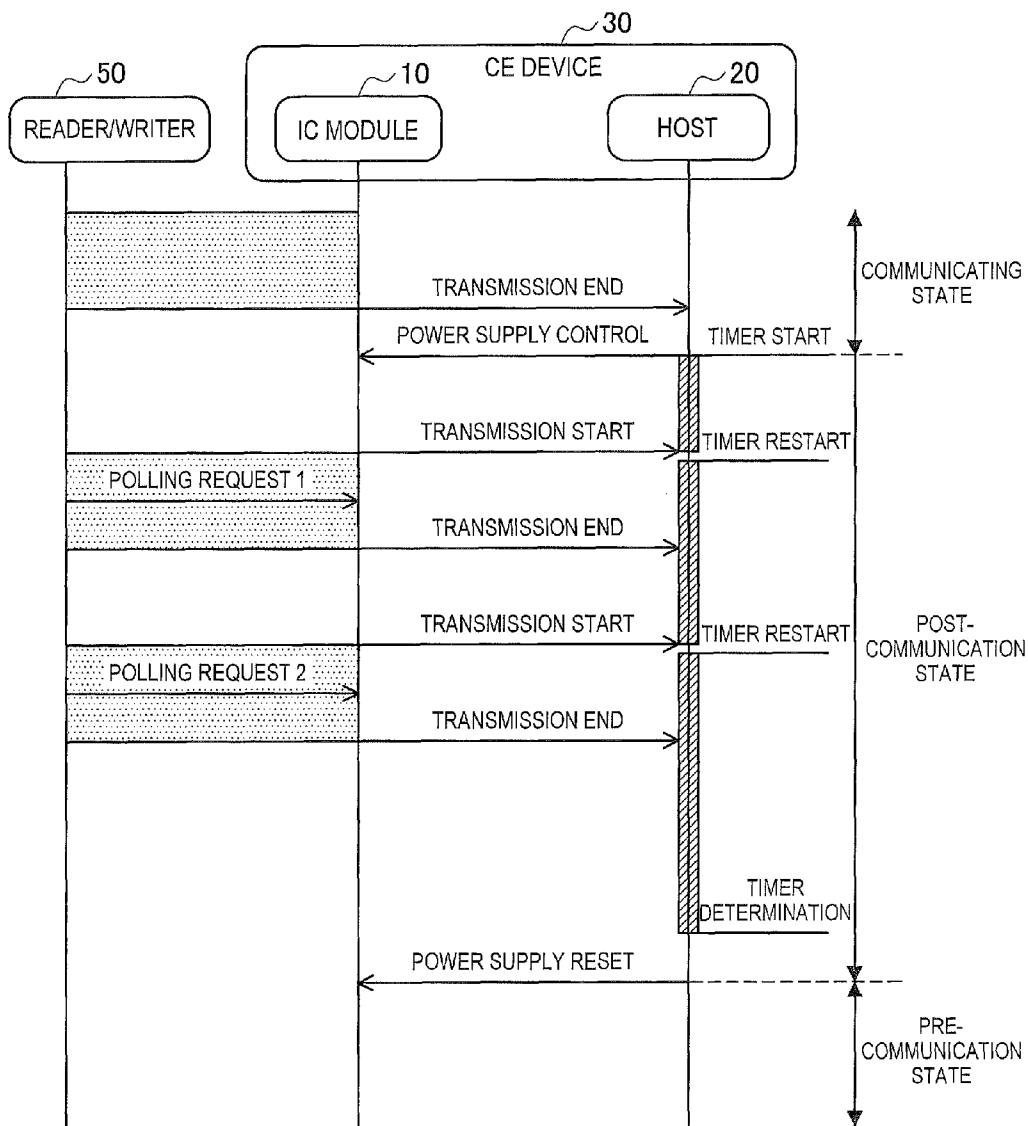 30
CE DEVICE
50
10
20
READER/WRITER
IC MODULE
HOST
TRANSMISSION END
COMMUNICATING
STATE
POWER SUPPLY CONTROL
TIMER START
TRANSMISSION START
TIMER RESTART
POLLING REQUEST 1
TRANSMISSION END
TRANSMISSION START
TIMER RESTART
POST-
COMMUNICATION
STATE
POLLING REQUEST 2
TRANSMISSION END
TIMER
DETERMINATION
POWER SUPPLY RESET
PRE-
COMMUNICATION
STATE